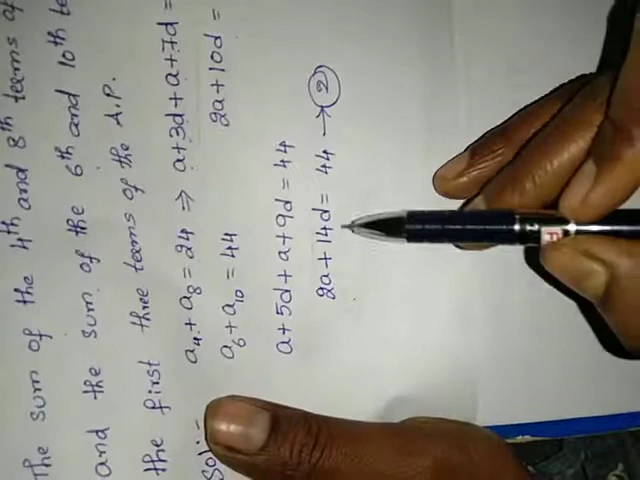 The sum of the 4th and 8th terms of
and the sum of the 6th and 10th te
the first three terms of the A.P.
Sol:- a4 + a8 = 24 ⇒ a+3d+a+7d =
2a+10d =
a6 + a10 = 44
a+5d+a+9d = 44
2a+14d = 44 → 2